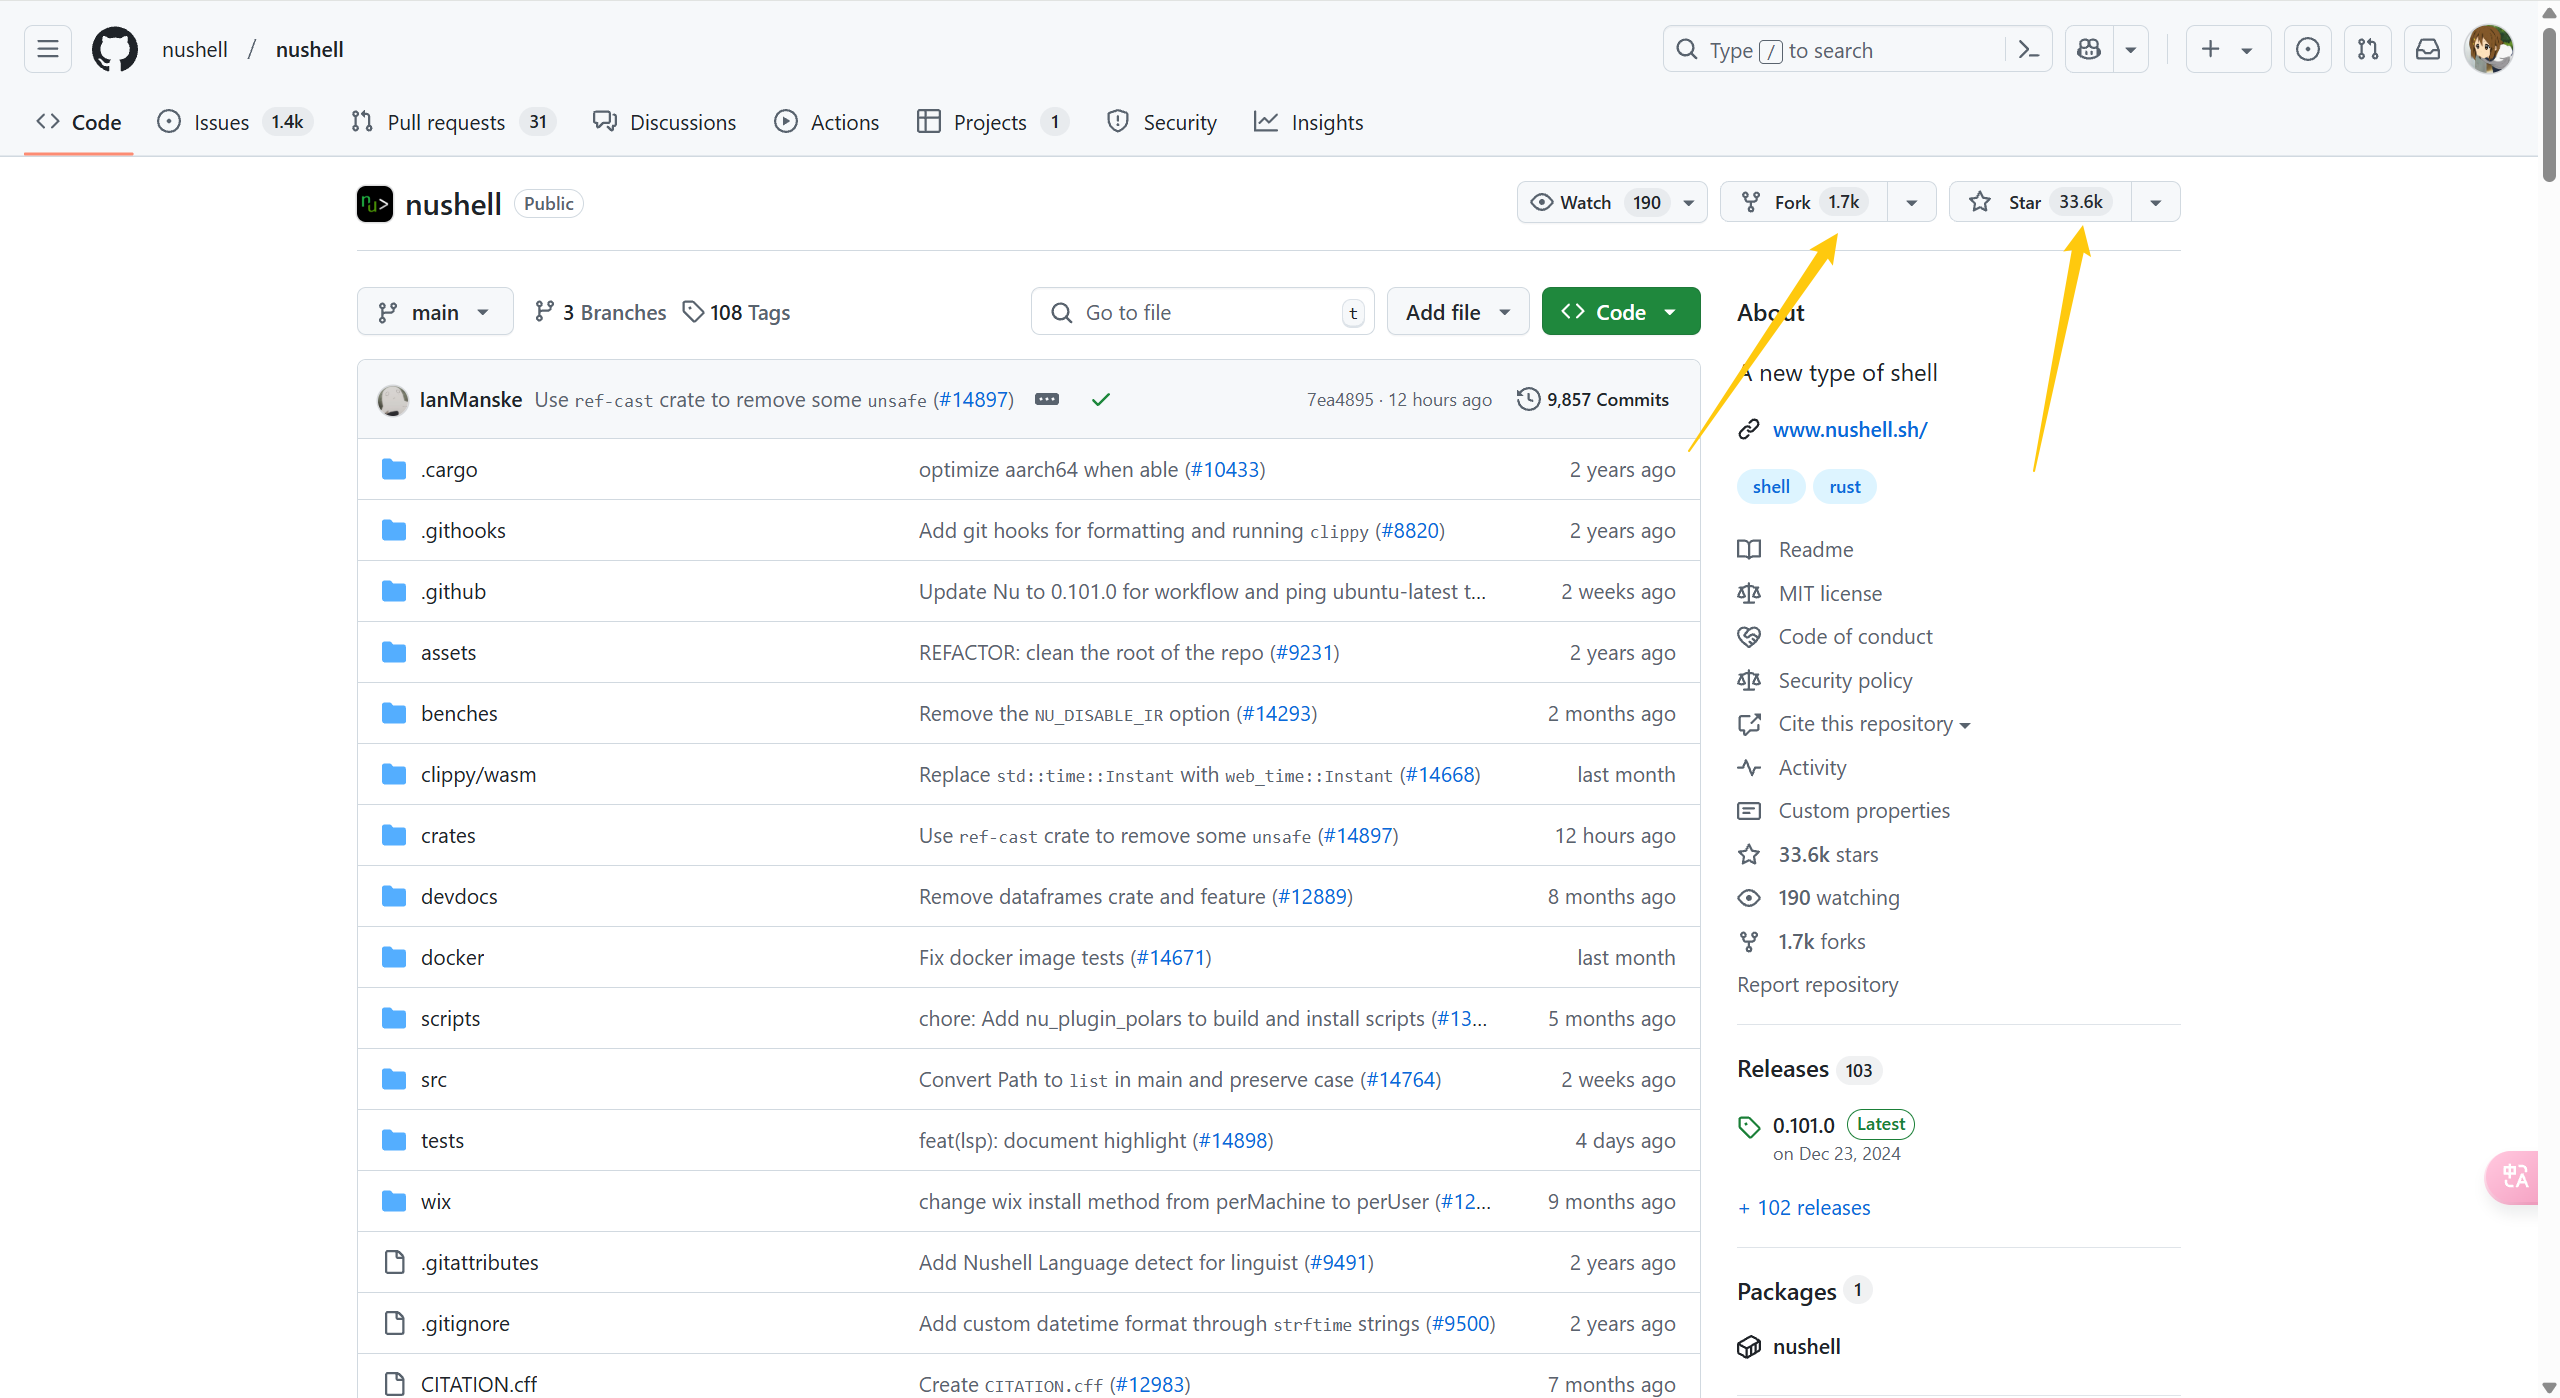 nushell / nushell
Type / to search
Code Issues 1.4k Pull requests 31 Discussions Actions Projects 1 Security Insights
nu> nushell Public
Watch 190 Fork 1.7k Star 33.6k
main 3 Branches 108 Tags Go to file t Add file Code
IanManske Use ref-cast crate to remove some unsafe (#14897) 7ea4895 · 12 hours ago 9,857 Commits
.cargo optimize aarch64 when able (#10433) 2 years ago
.githooks Add git hooks for formatting and running clippy (#8820) 2 years ago
.github Update Nu to 0.101.0 for workflow and ping ubuntu-latest t... 2 weeks ago
assets REFACTOR: clean the root of the repo (#9231) 2 years ago
benches Remove the NU_DISABLE_IR option (#14293) 2 months ago
clippy/wasm Replace std::time::Instant with web_time::Instant (#14668) last month
crates Use ref-cast crate to remove some unsafe (#14897) 12 hours ago
devdocs Remove dataframes crate and feature (#12889) 8 months ago
docker Fix docker image tests (#14671) last month
scripts chore: Add nu_plugin_polars to build and install scripts (#13... 5 months ago
src Convert Path to list in main and preserve case (#14764) 2 weeks ago
tests feat(lsp): document highlight (#14898) 4 days ago
wix change wix install method from perMachine to perUser (#12... 9 months ago
.gitattributes Add Nushell Language detect for linguist (#9491) 2 years ago
.gitignore Add custom datetime format through strftime strings (#9500) 2 years ago
CITATION.cff Create CITATION.cff (#12983) 7 months ago
About
A new type of shell
www.nushell.sh/
shell rust
Readme
MIT license
Code of conduct
Security policy
Cite this repository
Activity
Custom properties
33.6k stars
190 watching
1.7k forks
Report repository
Releases 103
0.101.0 Latest
on Dec 23, 2024
+ 102 releases
Packages 1
nushell
中 A